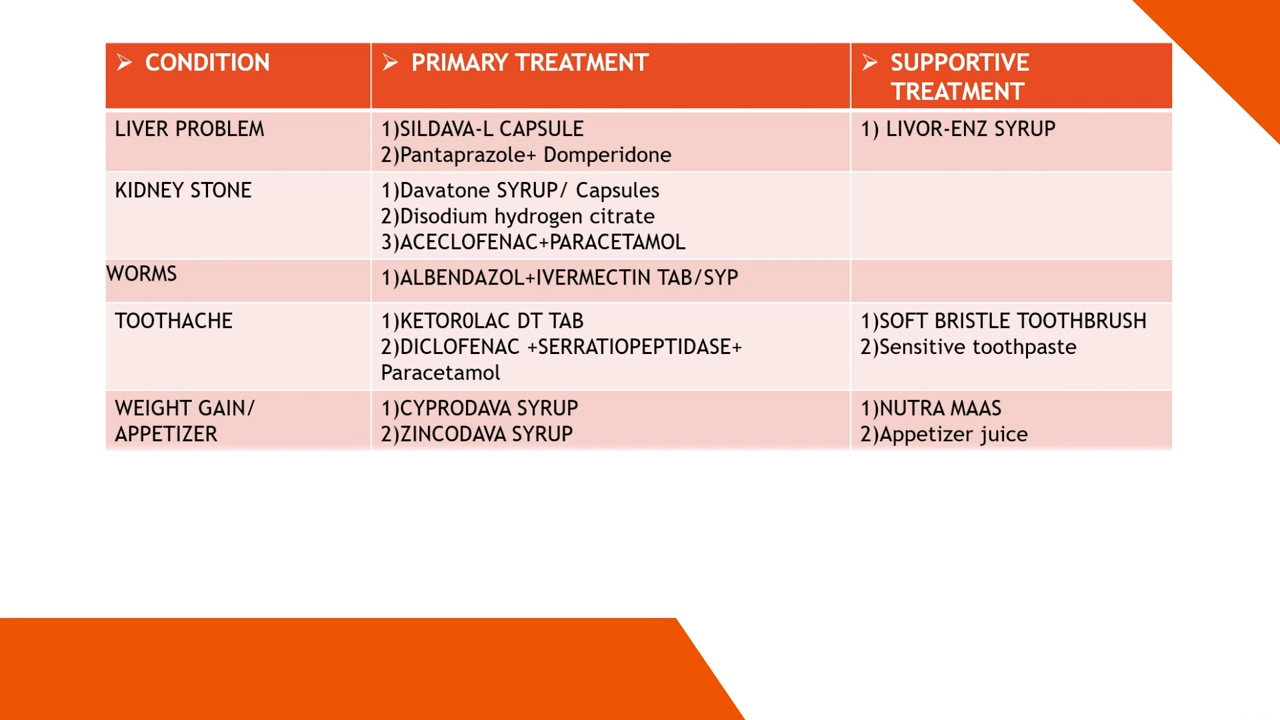 ➢ CONDITION
➢ PRIMARY TREATMENT
➢ SUPPORTIVE
TREATMENT
LIVER PROBLEM
1)SILDAVA-L CAPSULE
2)Pantaprazole+ Domperidone
1) LIVOR-ENZ SYRUP
KIDNEY STONE
1)Davatone SYRUP/ Capsules
2)Disodium hydrogen citrate
3)ACECLOFENAC+PARACETAMOL
WORMS
1)ALBENDAZOL+IVERMECTIN TAB/SYP
TOOTHACHE
1)KETOR0LAC DT TAB
2)DICLOFENAC +SERRATIOPEPTIDASE+
Paracetamol
1)SOFT BRISTLE TOOTHBRUSH
2)Sensitive toothpaste
WEIGHT GAIN/
APPETIZER
1)CYPRODAVA SYRUP
2)ZINCODAVA SYRUP
1)NUTRA MAAS
2)Appetizer juice